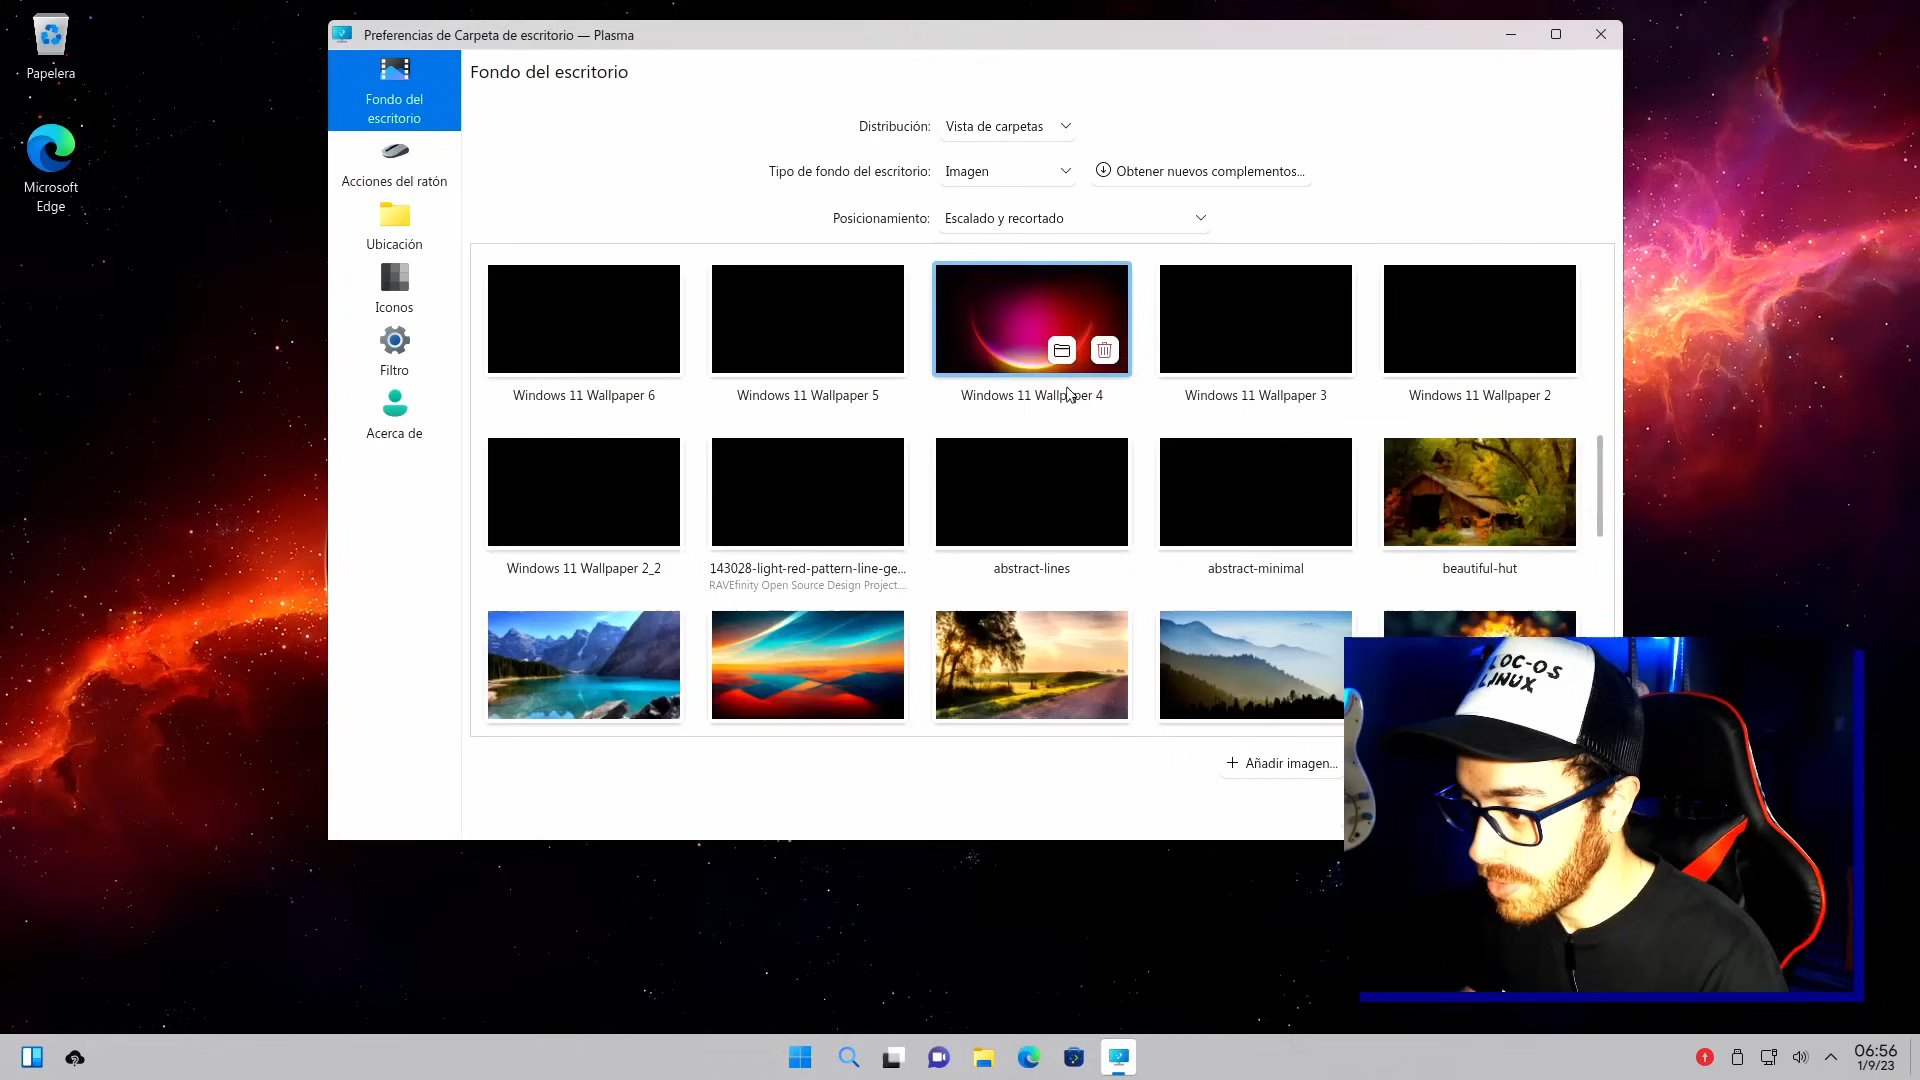 Papelera
Microsoft
Edge
Preferencias de Carpeta de escritorio — Plasma
Fondo del
escritorio
Acciones del ratón
Ubicación
Iconos
Filtro
Acerca de
Fondo del escritorio
Distribución: Vista de carpetas
Tipo de fondo del escritorio: Imagen Obtener nuevos complementos...
Posicionamiento: Escalado y recortado
Windows 11 Wallpaper 6
Windows 11 Wallpaper 5
Windows 11 Wallpaper 4
Windows 11 Wallpaper 3
Windows 11 Wallpaper 2
Windows 11 Wallpaper 2_2
143028-light-red-pattern-line-ge...
RAVEfinity Open Source Design Project....
abstract-lines
abstract-minimal
beautiful-hut
+ Añadir imagen...
LOC-OS
LINUX
06:56
1/9/23